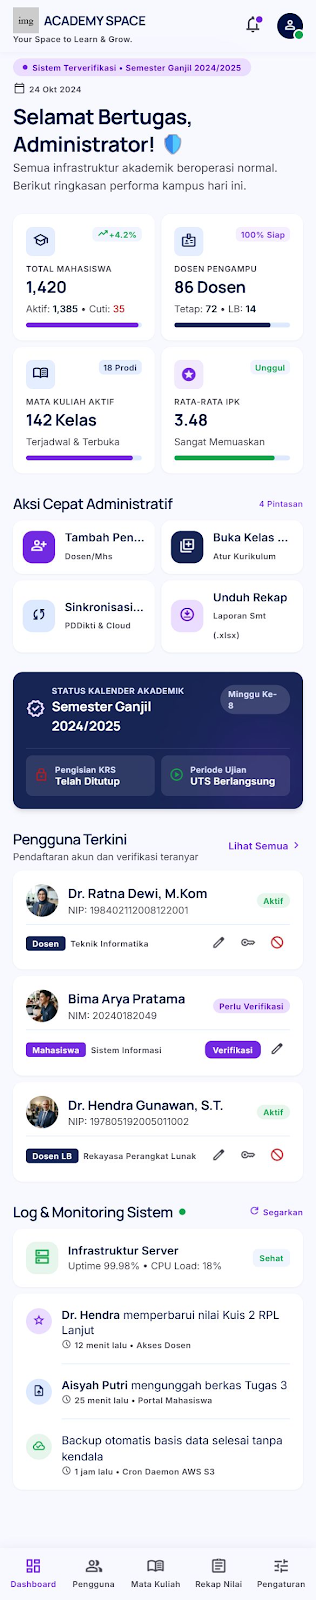 img
ACADEMY SPACE
Your Space to Learn & Grow.
Sistem Terverifikasi • Semester Ganjil 2024/2025
24 Okt 2024
Selamat Bertugas,
Administrator!
Semua infrastruktur akademik beroperasi normal.
Berikut ringkasan performa kampus hari ini.
+4.2%
TOTAL MAHASISWA
1,420
Aktif: 1,385 • Cuti: 35
100% Siap
DOSEN PENGAMPU
86 Dosen
Tetap: 72 • LB: 14
18 Prodi
MATA KULIAH AKTIF
142 Kelas
Terjadwal & Terbuka
Unggul
RATA-RATA IPK
3.48
Sangat Memuaskan
Aksi Cepat Administratif
4 Pintasan
Tambah Pen...
Dosen/Mhs
Buka Kelas ...
Atur Kurikulum
Sinkronisasi...
PDDikti & Cloud
Unduh Rekap
Laporan Smt
(.xlsx)
STATUS KALENDER AKADEMIK
Semester Ganjil
2024/2025
Minggu Ke-
8
Pengisian KRS
Telah Ditutup
Periode Ujian
UTS Berlangsung
Pengguna Terkini
Pendaftaran akun dan verifikasi teranyar
Lihat Semua
Dr. Ratna Dewi, M.Kom
NIP: 198402112008122001
Aktif
Dosen
Teknik Informatika
Bima Arya Pratama
NIM: 20240182049
Perlu Verifikasi
Mahasiswa
Sistem Informasi
Verifikasi
Dr. Hendra Gunawan, S.T.
NIP: 197805192005011002
Aktif
Dosen LB
Rekayasa Perangkat Lunak
Log & Monitoring Sistem
Segarkan
Infrastruktur Server
Uptime 99.98% • CPU Load: 18%
Sehat
Dr. Hendra memperbarui nilai Kuis 2 RPL
Lanjut
12 menit lalu • Akses Dosen
Aisyah Putri mengunggah berkas Tugas 3
25 menit lalu • Portal Mahasiswa
Backup otomatis basis data selesai tanpa
kendala
1 jam lalu • Cron Daemon AWS S3
Dashboard
Pengguna
Mata Kuliah
Rekap Nilai
Pengaturan